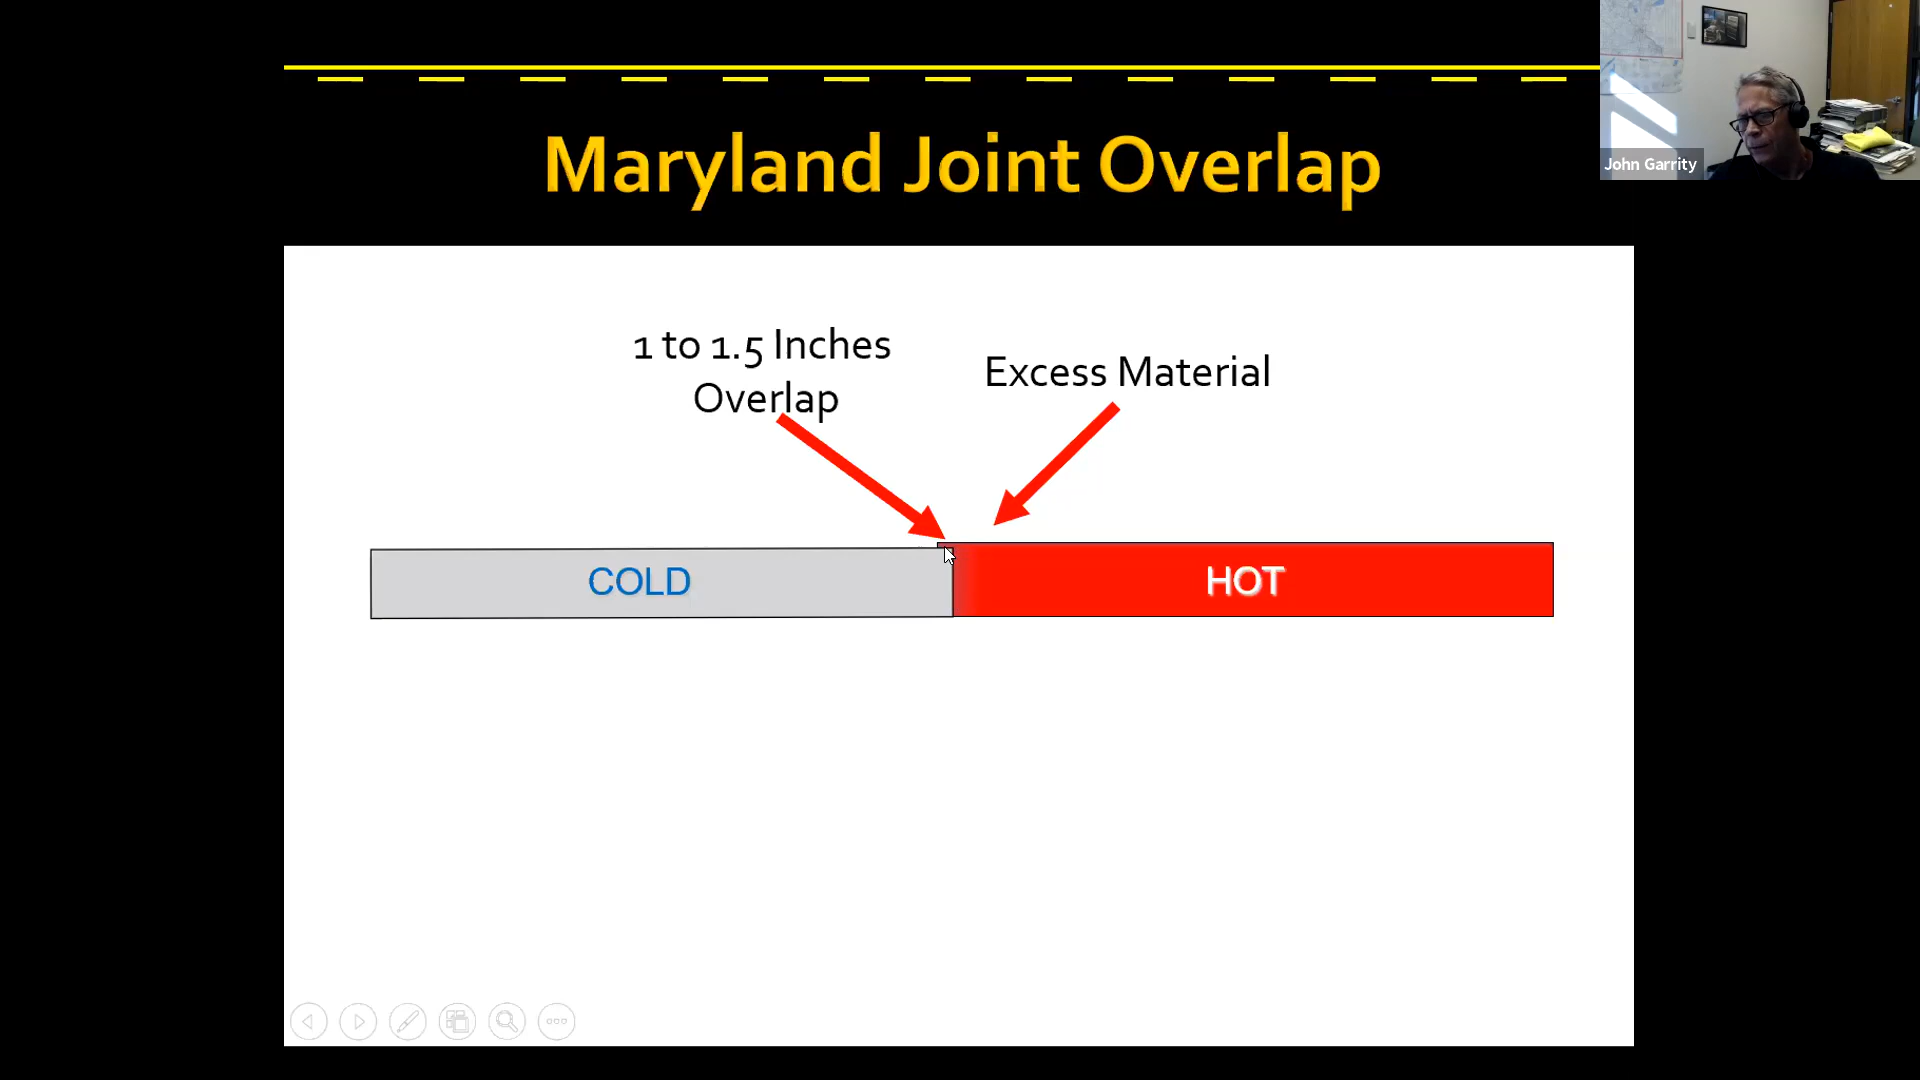 Maryland Joint Overlap
John Garrity
1 to 1.5 Inches
Overlap
Excess Material
COLD
HOT